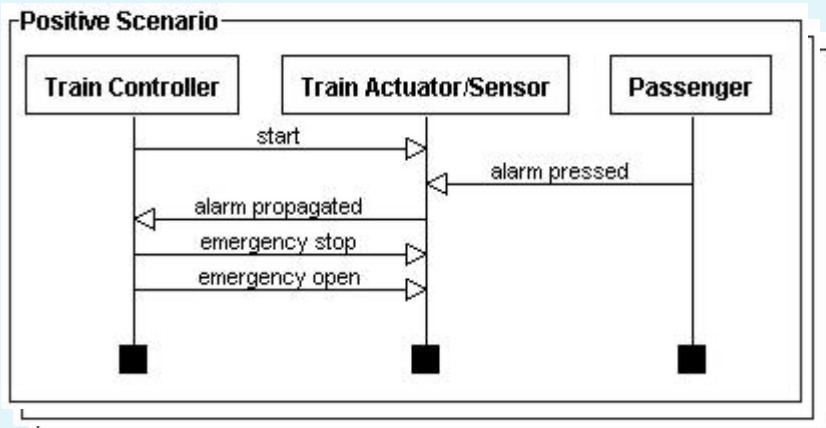 Positive Scenario
Train Controller
Train Actuator/Sensor
Passenger
start
alarm pressed
alarm propagated
emergency stop
emergency open